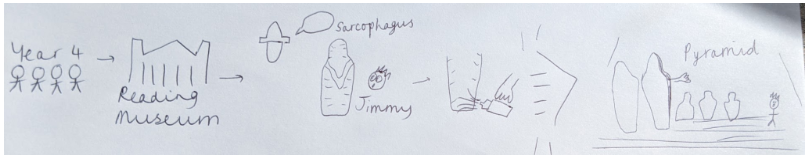 Year 4
Reading
Museum
Sarcophagus
Jimmy
Pyramid